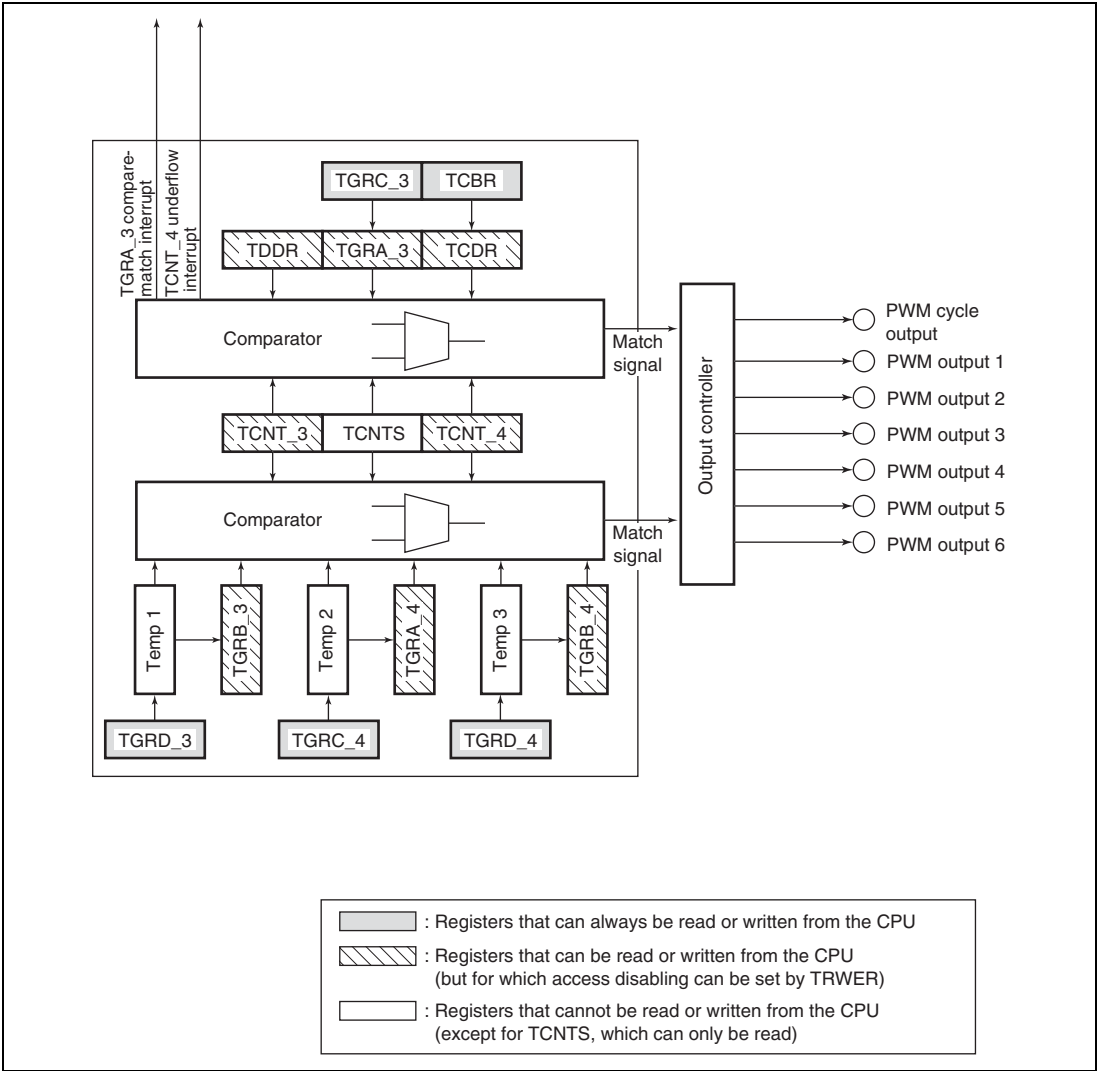 TGRA_3 compare-
match interrupt
TCNT_4 underflow
interrupt
TGRC_3
TCBR
TDDR
TGRA_3
TCDR
Comparator
Match
signal
TCNT_3
TCNTS
TCNT_4
Comparator
Match
signal
Output controller
PWM cycle
output
PWM output 1
PWM output 2
PWM output 3
PWM output 4
PWM output 5
PWM output 6
Temp 1
TGRB_3
Temp 2
TGRA_4
Temp 3
TGRB_4
TGRD_3
TGRC_4
TGRD_4
: Registers that can always be read or written from the CPU
: Registers that can be read or written from the CPU
(but for which access disabling can be set by TRWER)
: Registers that cannot be read or written from the CPU
(except for TCNTS, which can only be read)